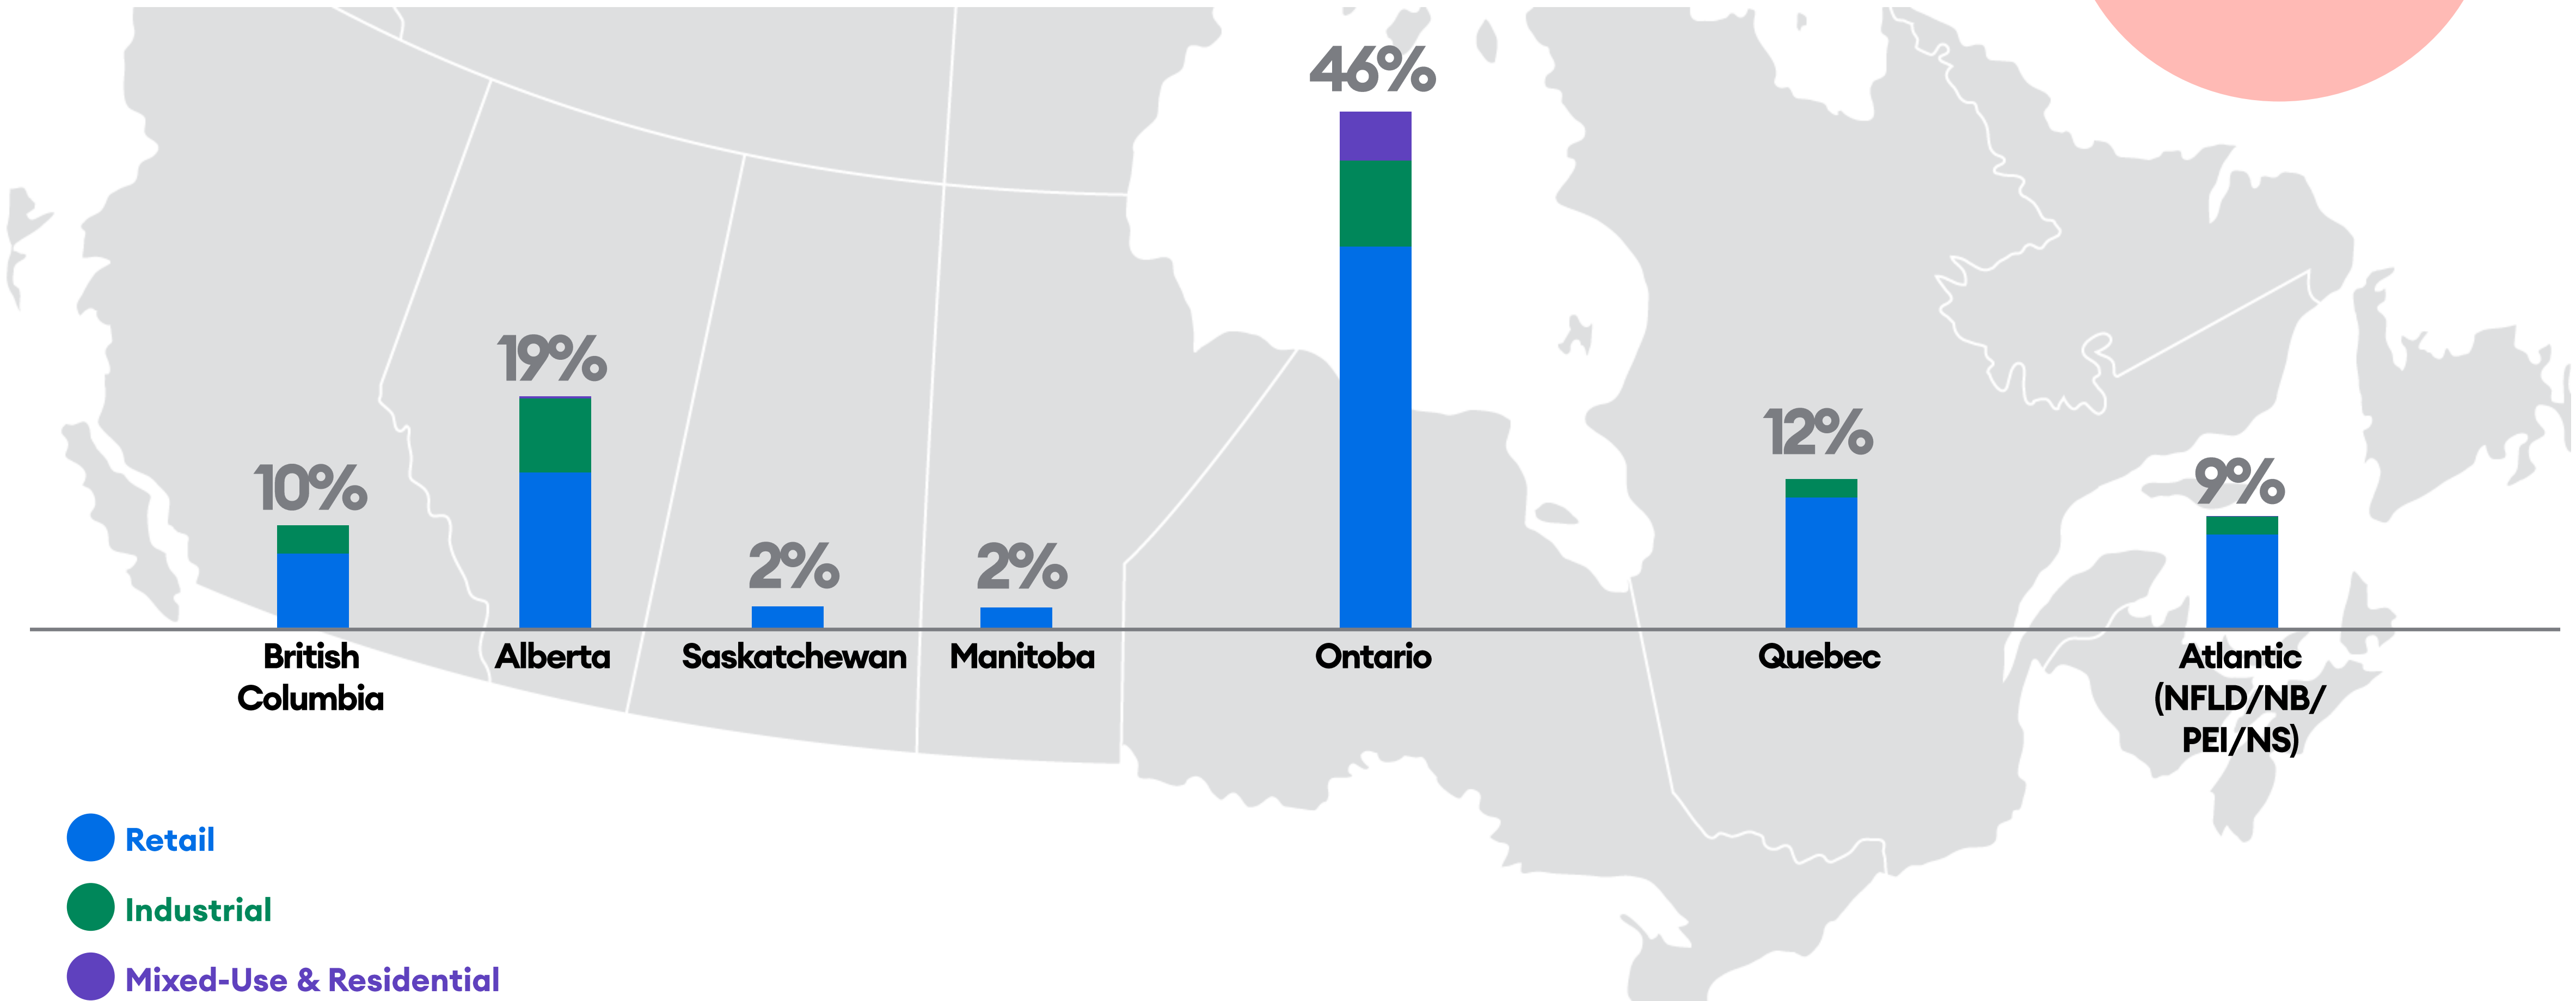 46%
19%
12%
10%
9%
2%
2%
British
Columbia
Alberta
Saskatchewan
Manitoba
Ontario
Quebec
Atlantic
(NFLD/NB/
PEI/NS)
Retail
Industrial
Mixed-Use & Residential